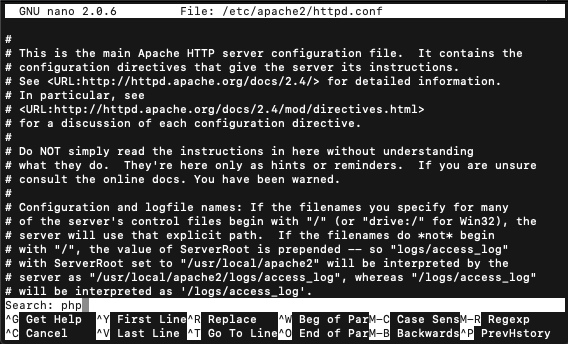 GNU nano 2.0.6 File: /etc/apache2/httpd.conf
#
# This is the main Apache HTTP server configuration file.  It contains the
# configuration directives that give the server its instructions.
# See <URL:http://httpd.apache.org/docs/2.4/> for detailed information.
# In particular, see
# <URL:http://httpd.apache.org/docs/2.4/mod/directives.html>
# for a discussion of each configuration directive.
#
# Do NOT simply read the instructions in here without understanding
# what they do.  They're here only as hints or reminders.  If you are unsure
# consult the online docs. You have been warned.
#
# Configuration and logfile names: If the filenames you specify for many
# of the server's control files begin with "/" (or "drive:/" for Win32), the
# server will use that explicit path.  If the filenames do *not* begin
# with "/", the value of ServerRoot is prepended -- so "logs/access_log"
# with ServerRoot set to "/usr/local/apache2" will be interpreted by the
# server as "/usr/local/apache2/logs/access_log", whereas "/logs/access_log"
# will be interpreted as '/logs/access_log'.
Search: php
^G Get Help ^Y First Line^R Replace ^W Beg of ParM-C Case SensM-R Regexp
^C Cancel ^V Last Line ^T Go To Line^O End of ParM-B Backwards^P PrevHstory